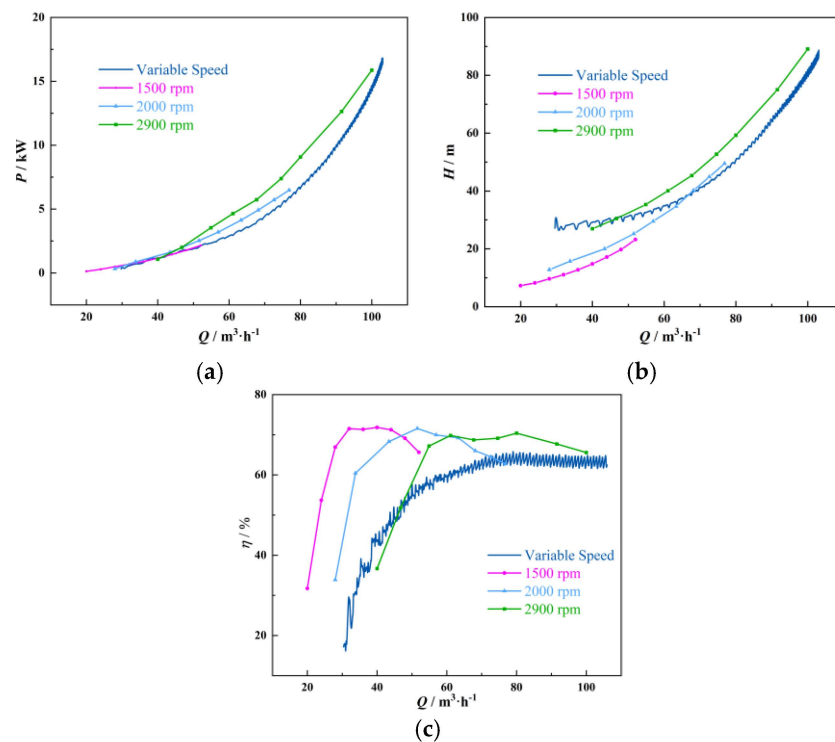 20
15
10
5
0
P / kW
Variable Speed
1500 rpm
2000 rpm
2900 rpm
20 40 60 80 100
Q / m³·h⁻¹
(a)
100
80
60
40
20
0
H / m
Variable Speed
1500 rpm
2000 rpm
2900 rpm
20 40 60 80 100
Q / m³·h⁻¹
(b)
80
60
40
20
η / %
Variable Speed
1500 rpm
2000 rpm
2900 rpm
20 40 60 80 100
Q / m³·h⁻¹
(c)